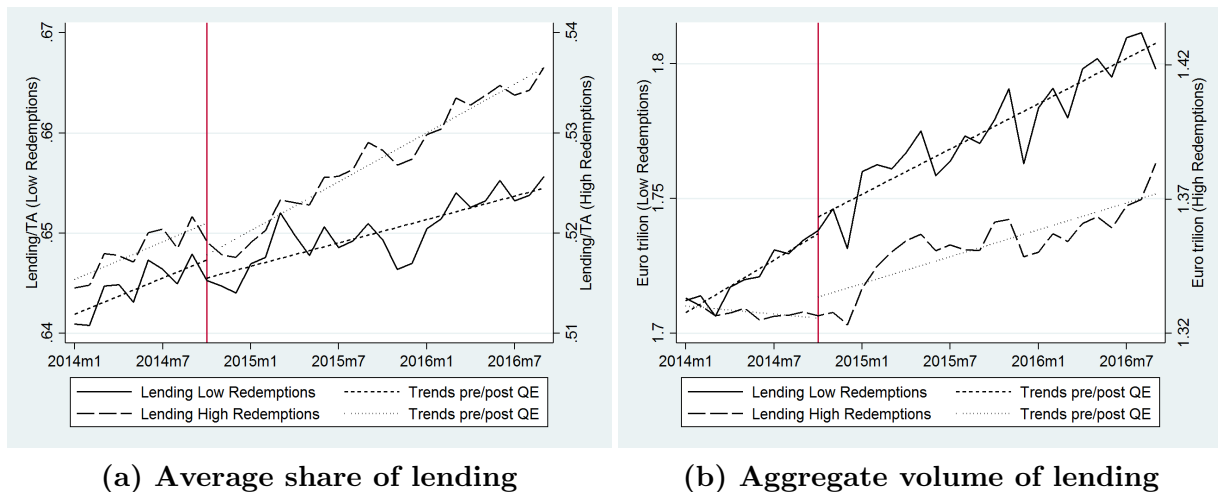 .67
.66
.65
.64
Lending/TA (Low Redemptions)
.54
.53
.52
.51
Lending/TA (High Redemptions)
2014m1 2014m7 2015m1 2015m7 2016m1 2016m7
Lending Low Redemptions Trends pre/post QE
Lending High Redemptions Trends pre/post QE
(a) Average share of lending
1.8
1.75
1.7
Euro trilion (Low Redemptions)
1.42
1.37
1.32
Euro trilion (High Redemptions)
2014m1 2014m7 2015m1 2015m7 2016m1 2016m7
Lending Low Redemptions Trends pre/post QE
Lending High Redemptions Trends pre/post QE
(b) Aggregate volume of lending